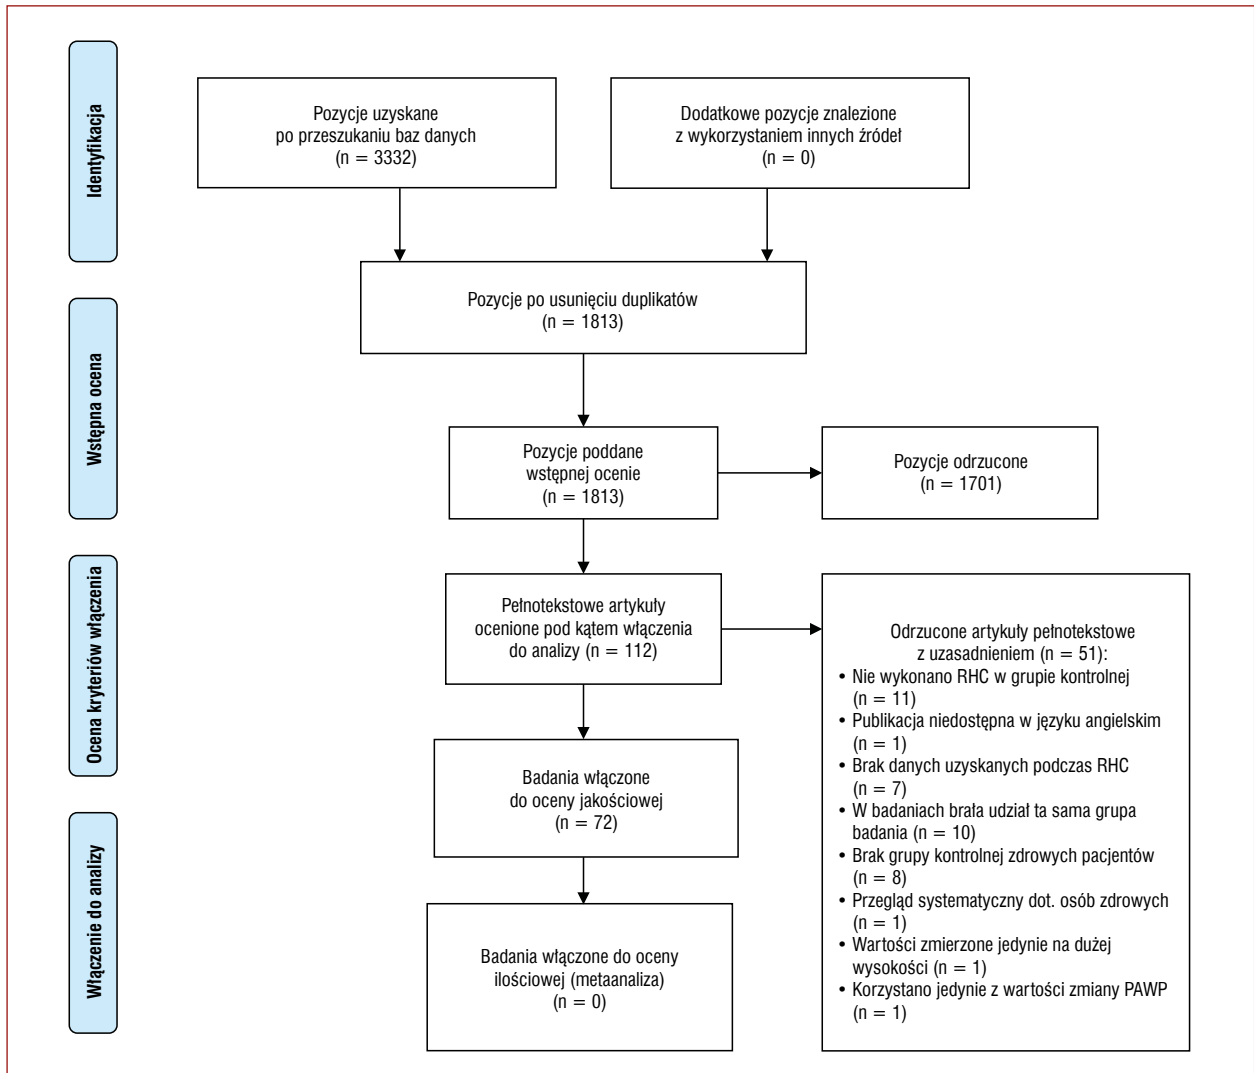 Identyfikacja
Pozycje uzyskane
po przeszukaniu baz danych
(n = 3332)
Dodatkowe pozycje znalezione
z wykorzystaniem innych źródeł
(n = 0)
Pozycje po usunięciu duplikatów
(n = 1813)
Wstępna ocena
Pozycje poddane
wstępnej ocenie
(n = 1813)
Pozycje odrzucone
(n = 1701)
Ocena kryteriów włączenia
Pełnotekstowe artykuły
ocenione pod kątem włączenia
do analizy (n = 112)
Odrzucone artykuły pełnotekstowe
z uzasadnieniem (n = 51):
• Nie wykonano RHC w grupie kontrolnej
(n = 11)
• Publikacja niedostępna w języku angielskim
(n = 1)
• Brak danych uzyskanych podczas RHC
(n = 7)
• W badaniach brała udział ta sama grupa
badania (n = 10)
• Brak grupy kontrolnej zdrowych pacjentów
(n = 8)
• Przegląd systematyczny dot. osób zdrowych
(n = 1)
• Wartości zmierzone jedynie na dużej
wysokości (n = 1)
• Korzystano jedynie z wartości zmiany PAWP
(n = 1)
Badania włączone
do oceny jakościowej
(n = 72)
Włączenie do analizy
Badania włączone do oceny
ilościowej (metaanaliza)
(n = 0)